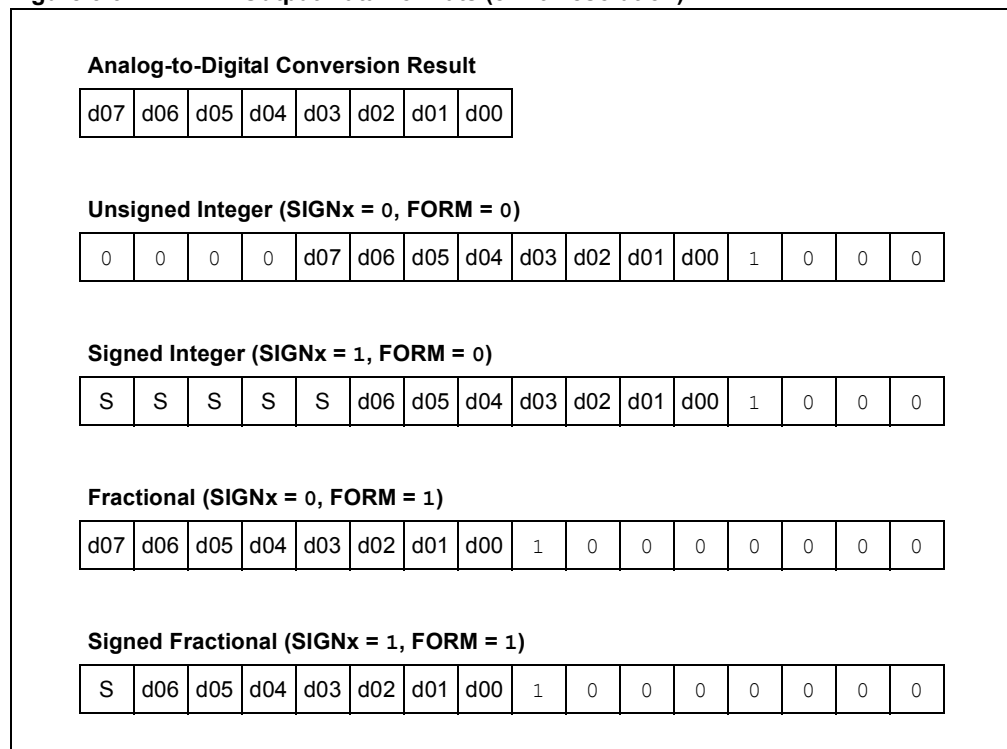 Analog-to-Digital Conversion Result
d07 d06 d05 d04 d03 d02 d01 d00
Unsigned Integer (SIGNx = 0, FORM = 0)
0 0 0 0 d07 d06 d05 d04 d03 d02 d01 d00 1 0 0 0
Signed Integer (SIGNx = 1, FORM = 0)
S S S S S d06 d05 d04 d03 d02 d01 d00 1 0 0 0
Fractional (SIGNx = 0, FORM = 1)
d07 d06 d05 d04 d03 d02 d01 d00 1 0 0 0 0 0 0 0
Signed Fractional (SIGNx = 1, FORM = 1)
S d06 d05 d04 d03 d02 d01 d00 1 0 0 0 0 0 0 0